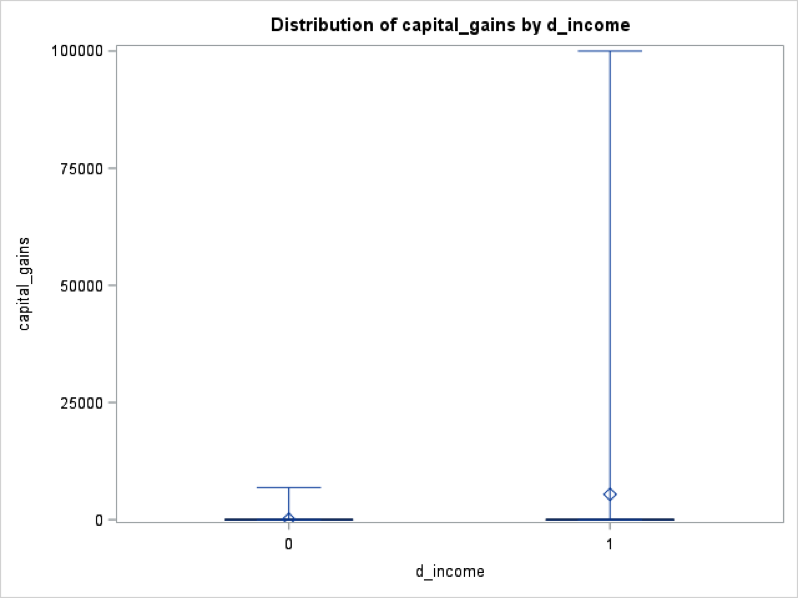 Distribution of capital_gains by d_income
100000
75000
50000
25000
0
capital_gains
0
1
d_income